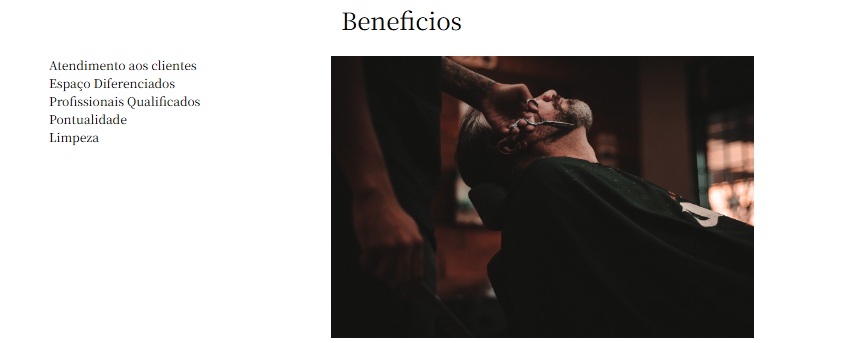 Beneficios
Atendimento aos clientes
Espaço Diferenciados
Profissionais Qualificados
Pontualidade
Limpeza